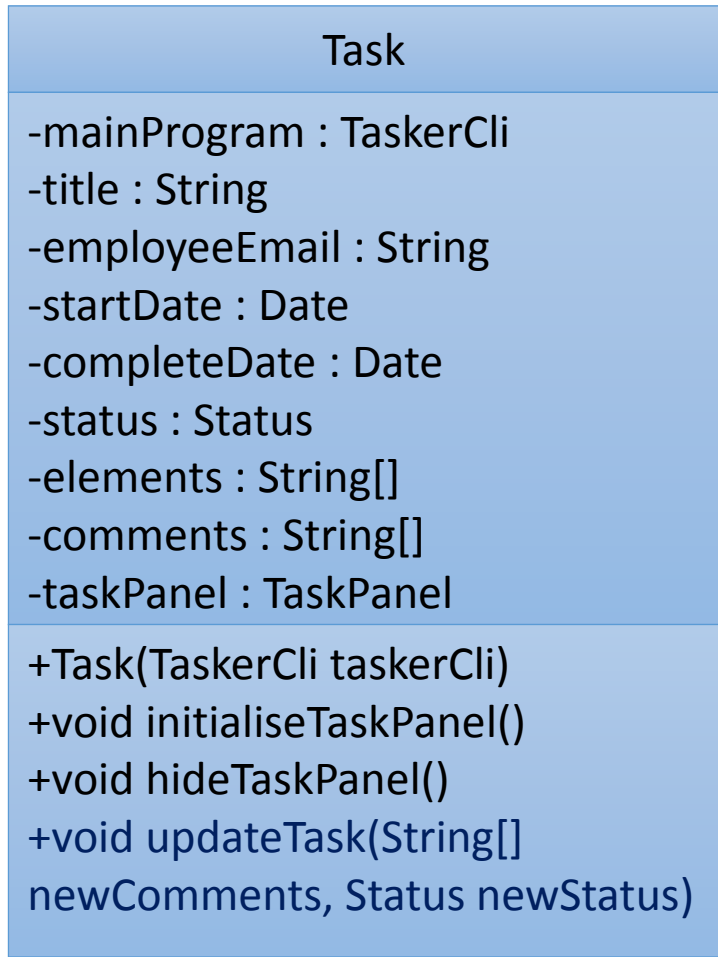 Task
-mainProgram : TaskerCli
-title : String
-employeeEmail : String
-startDate : Date
-completeDate : Date
-status : Status
-elements : String[]
-comments : String[]
-taskPanel : TaskPanel
+Task(TaskerCli taskerCli)
+void initialiseTaskPanel()
+void hideTaskPanel()
+void updateTask(String[]
newComments, Status newStatus)